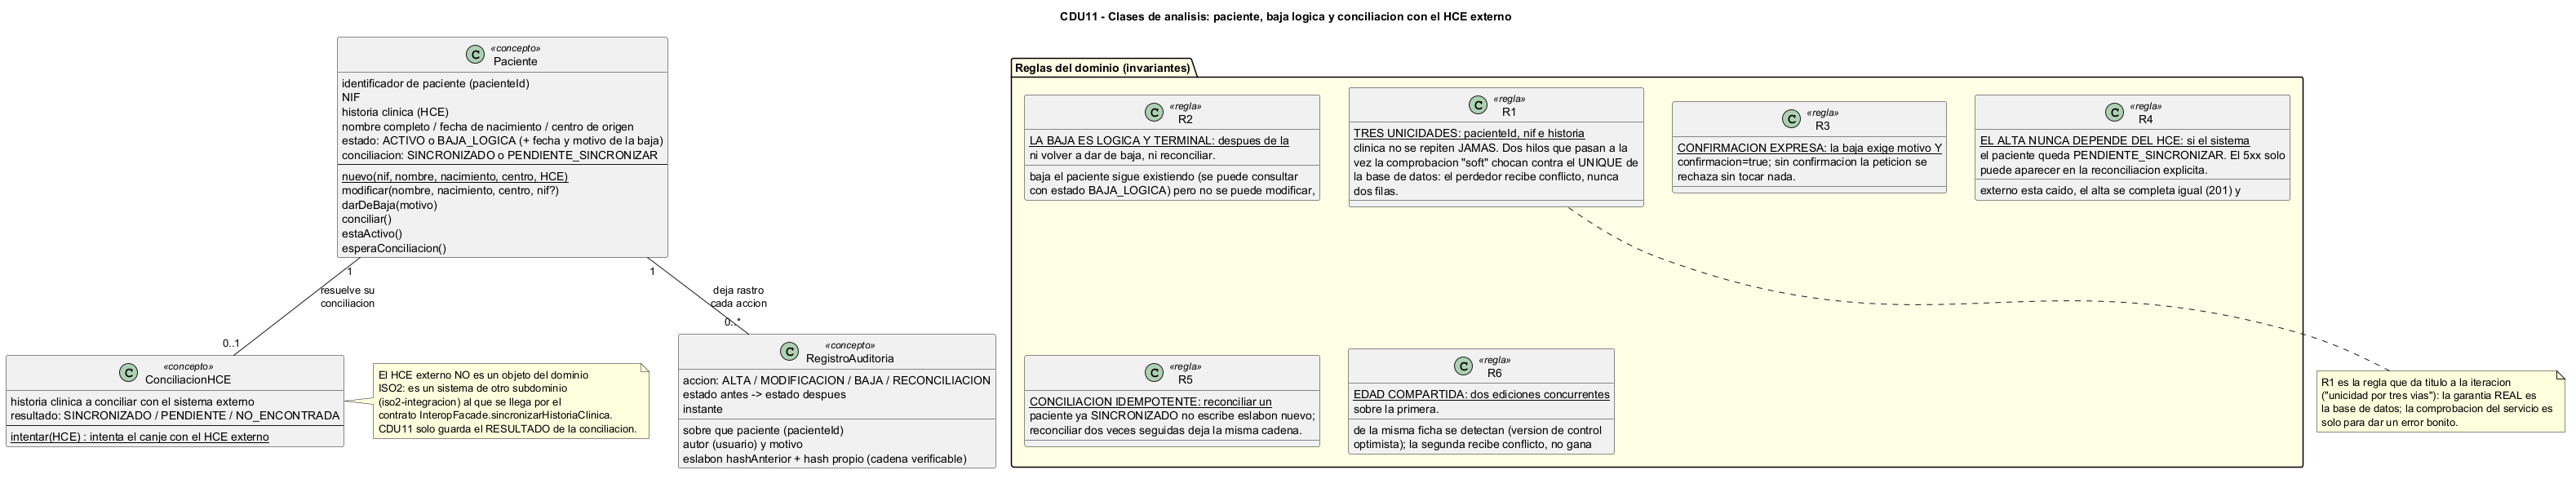 CDU11 - Clases de analisis: paciente, baja logica y conciliacion con el HCE externo
«concepto»
Paciente
identificador de paciente (pacienteId)
NIF
historia clinica (HCE)
nombre completo / fecha de nacimiento / centro de origen
estado: ACTIVO o BAJA_LOGICA (+ fecha y motivo de la baja)
conciliacion: SINCRONIZADO o PENDIENTE_SINCRONIZAR
nuevo(nif, nombre, nacimiento, centro, HCE)
modificar(nombre, nacimiento, centro, nif?)
darDeBaja(motivo)
conciliar()
estaActivo()
esperaConciliacion()
Reglas del dominio (invariantes)
«regla»
R2
LA BAJA ES LOGICA Y TERMINAL: despues de la
ni volver a dar de baja, ni reconciliar.
baja el paciente sigue existiendo (se puede consultar
con estado BAJA_LOGICA) pero no se puede modificar,
«regla»
R1
TRES UNICIDADES: pacienteId, nif e historia
clinica no se repiten JAMAS. Dos hilos que pasan a la
vez la comprobacion "soft" chocan contra el UNIQUE de
la base de datos: el perdedor recibe conflicto, nunca
dos filas.
«regla»
R3
CONFIRMACION EXPRESA: la baja exige motivo Y
confirmacion=true; sin confirmacion la peticion se
rechaza sin tocar nada.
«regla»
R4
EL ALTA NUNCA DEPENDE DEL HCE: si el sistema
el paciente queda PENDIENTE_SINCRONIZAR. El 5xx solo
puede aparecer en la reconciliacion explicita.
externo esta caido, el alta se completa igual (201) y
1
resuelve su
conciliacion
0..1
1
deja rastro
cada accion
0..*
«concepto»
ConciliacionHCE
historia clinica a conciliar con el sistema externo
resultado: SINCRONIZADO / PENDIENTE / NO_ENCONTRADA
intentar(HCE) : intenta el canje con el HCE externo
El HCE externo NO es un objeto del dominio
ISO2: es un sistema de otro subdominio
(iso2-integracion) al que se llega por el
contrato InteropFacade.sincronizarHistoriaClinica.
CDU11 solo guarda el RESULTADO de la conciliacion.
«concepto»
RegistroAuditoria
accion: ALTA / MODIFICACION / BAJA / RECONCILIACION
estado antes -> estado despues
instante
sobre que paciente (pacienteId)
autor (usuario) y motivo
eslabon hashAnterior + hash propio (cadena verificable)
«regla»
R5
CONCILIACION IDEMPOTENTE: reconciliar un
paciente ya SINCRONIZADO no escribe eslabon nuevo;
reconciliar dos veces seguidas deja la misma cadena.
«regla»
R6
EDAD COMPARTIDA: dos ediciones concurrentes
sobre la primera.
de la misma ficha se detectan (version de control
optimista); la segunda recibe conflicto, no gana
R1 es la regla que da titulo a la iteracion
("unicidad por tres vias"): la garantia REAL es
la base de datos; la comprobacion del servicio es
solo para dar un error bonito.